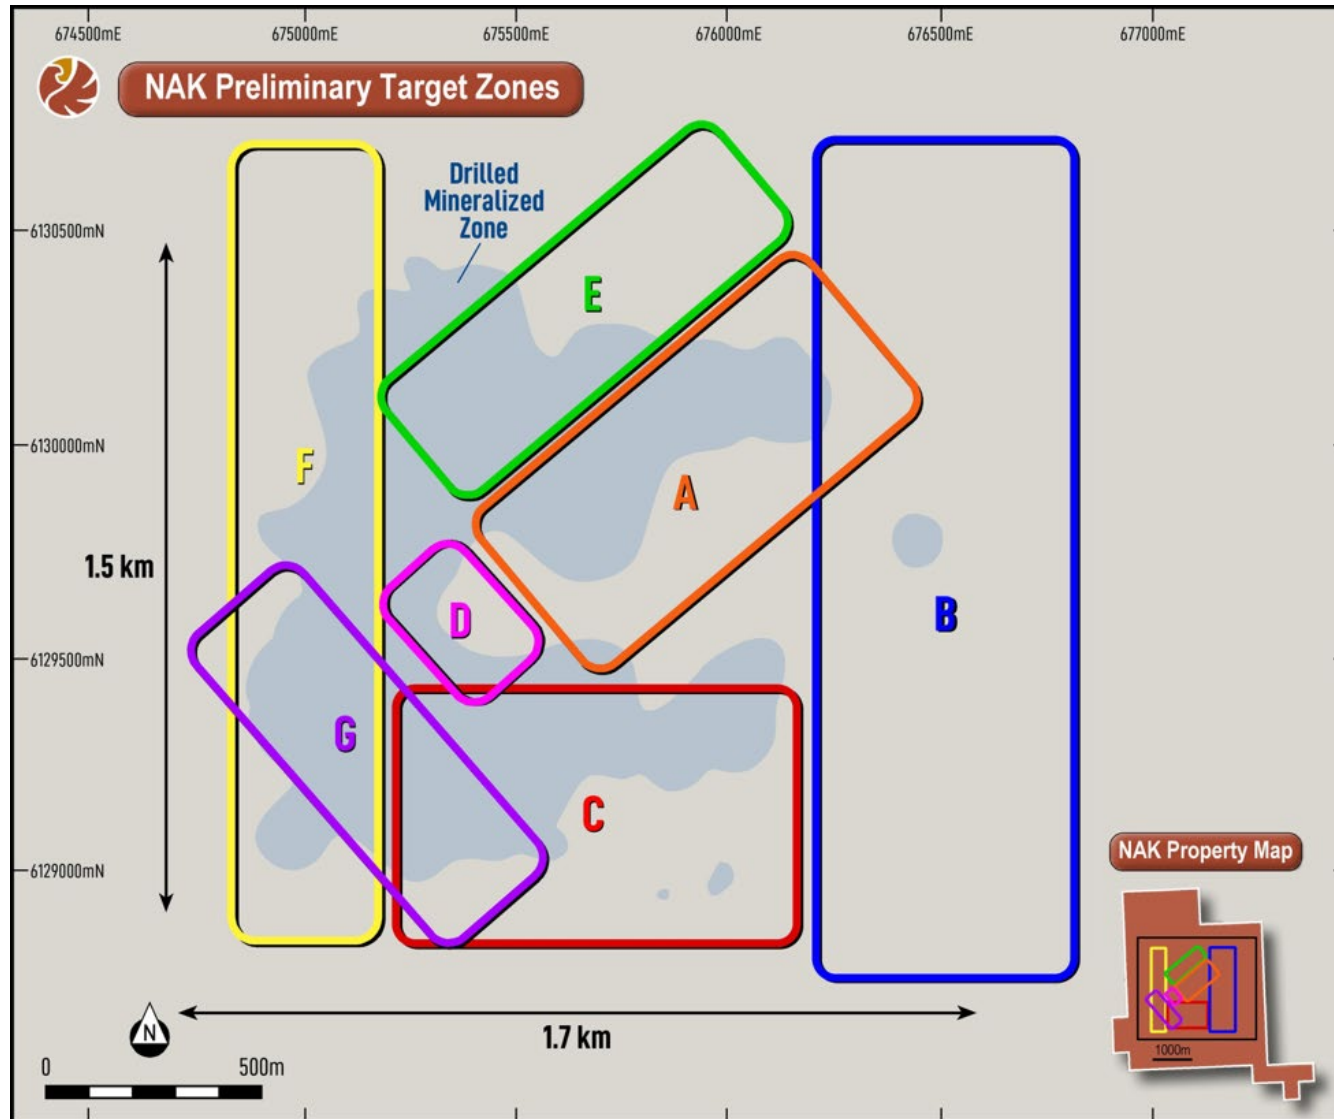 674500mE
675000mE
675500mE
676000mE
676500mE
677000mE
NAK Preliminary Target Zones
Drilled
Mineralized
Zone
6130500mN
E
6130000mN
F
A
1.5 km
D
B
6129500mN
G
C
NAK Property Map
6129000mN
1.7 km
N
0
500m
1000m